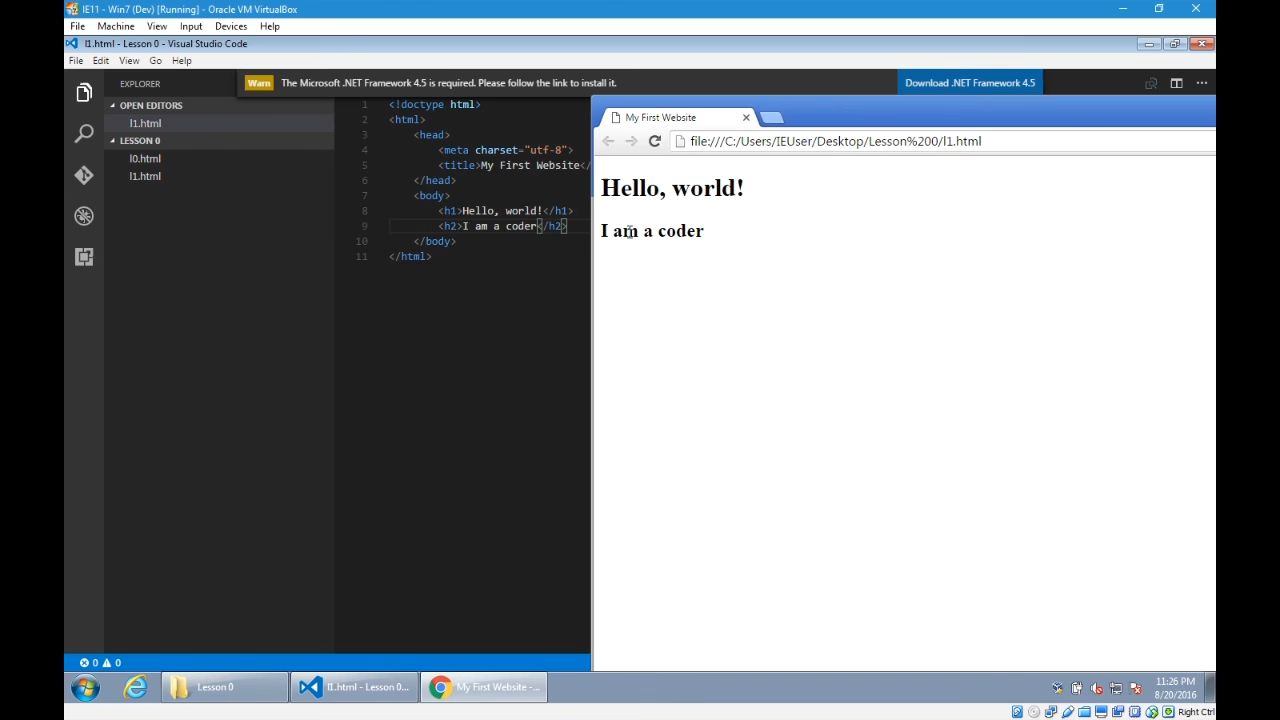 IE11 - Win7 (Dev) [Running] - Oracle VM VirtualBox
File Machine View Input Devices Help
l1.html - Lesson 0 - Visual Studio Code
File Edit View Go Help
EXPLORER
OPEN EDITORS
l1.html
LESSON 0
l0.html
l1.html
Warn The Microsoft .NET Framework 4.5 is required. Please follow the link to install it. Download .NET Framework 4.5
1 <!doctype html>
2 <html>
3 <head>
4 <meta charset="utf-8">
5 <title>My First Website</
6 </head>
7 <body>
8 <h1>Hello, world!</h1>
9 <h2>I am a coder</h2>
10 </body>
11 </html>
My First Website
file:///C:/Users/IEUser/Desktop/Lesson%200/l1.html
Hello, world!
I am a coder
0 0
Lesson 0
l1.html - Lesson 0...
My First Website -...
11:26 PM
8/20/2016
Right Ctrl